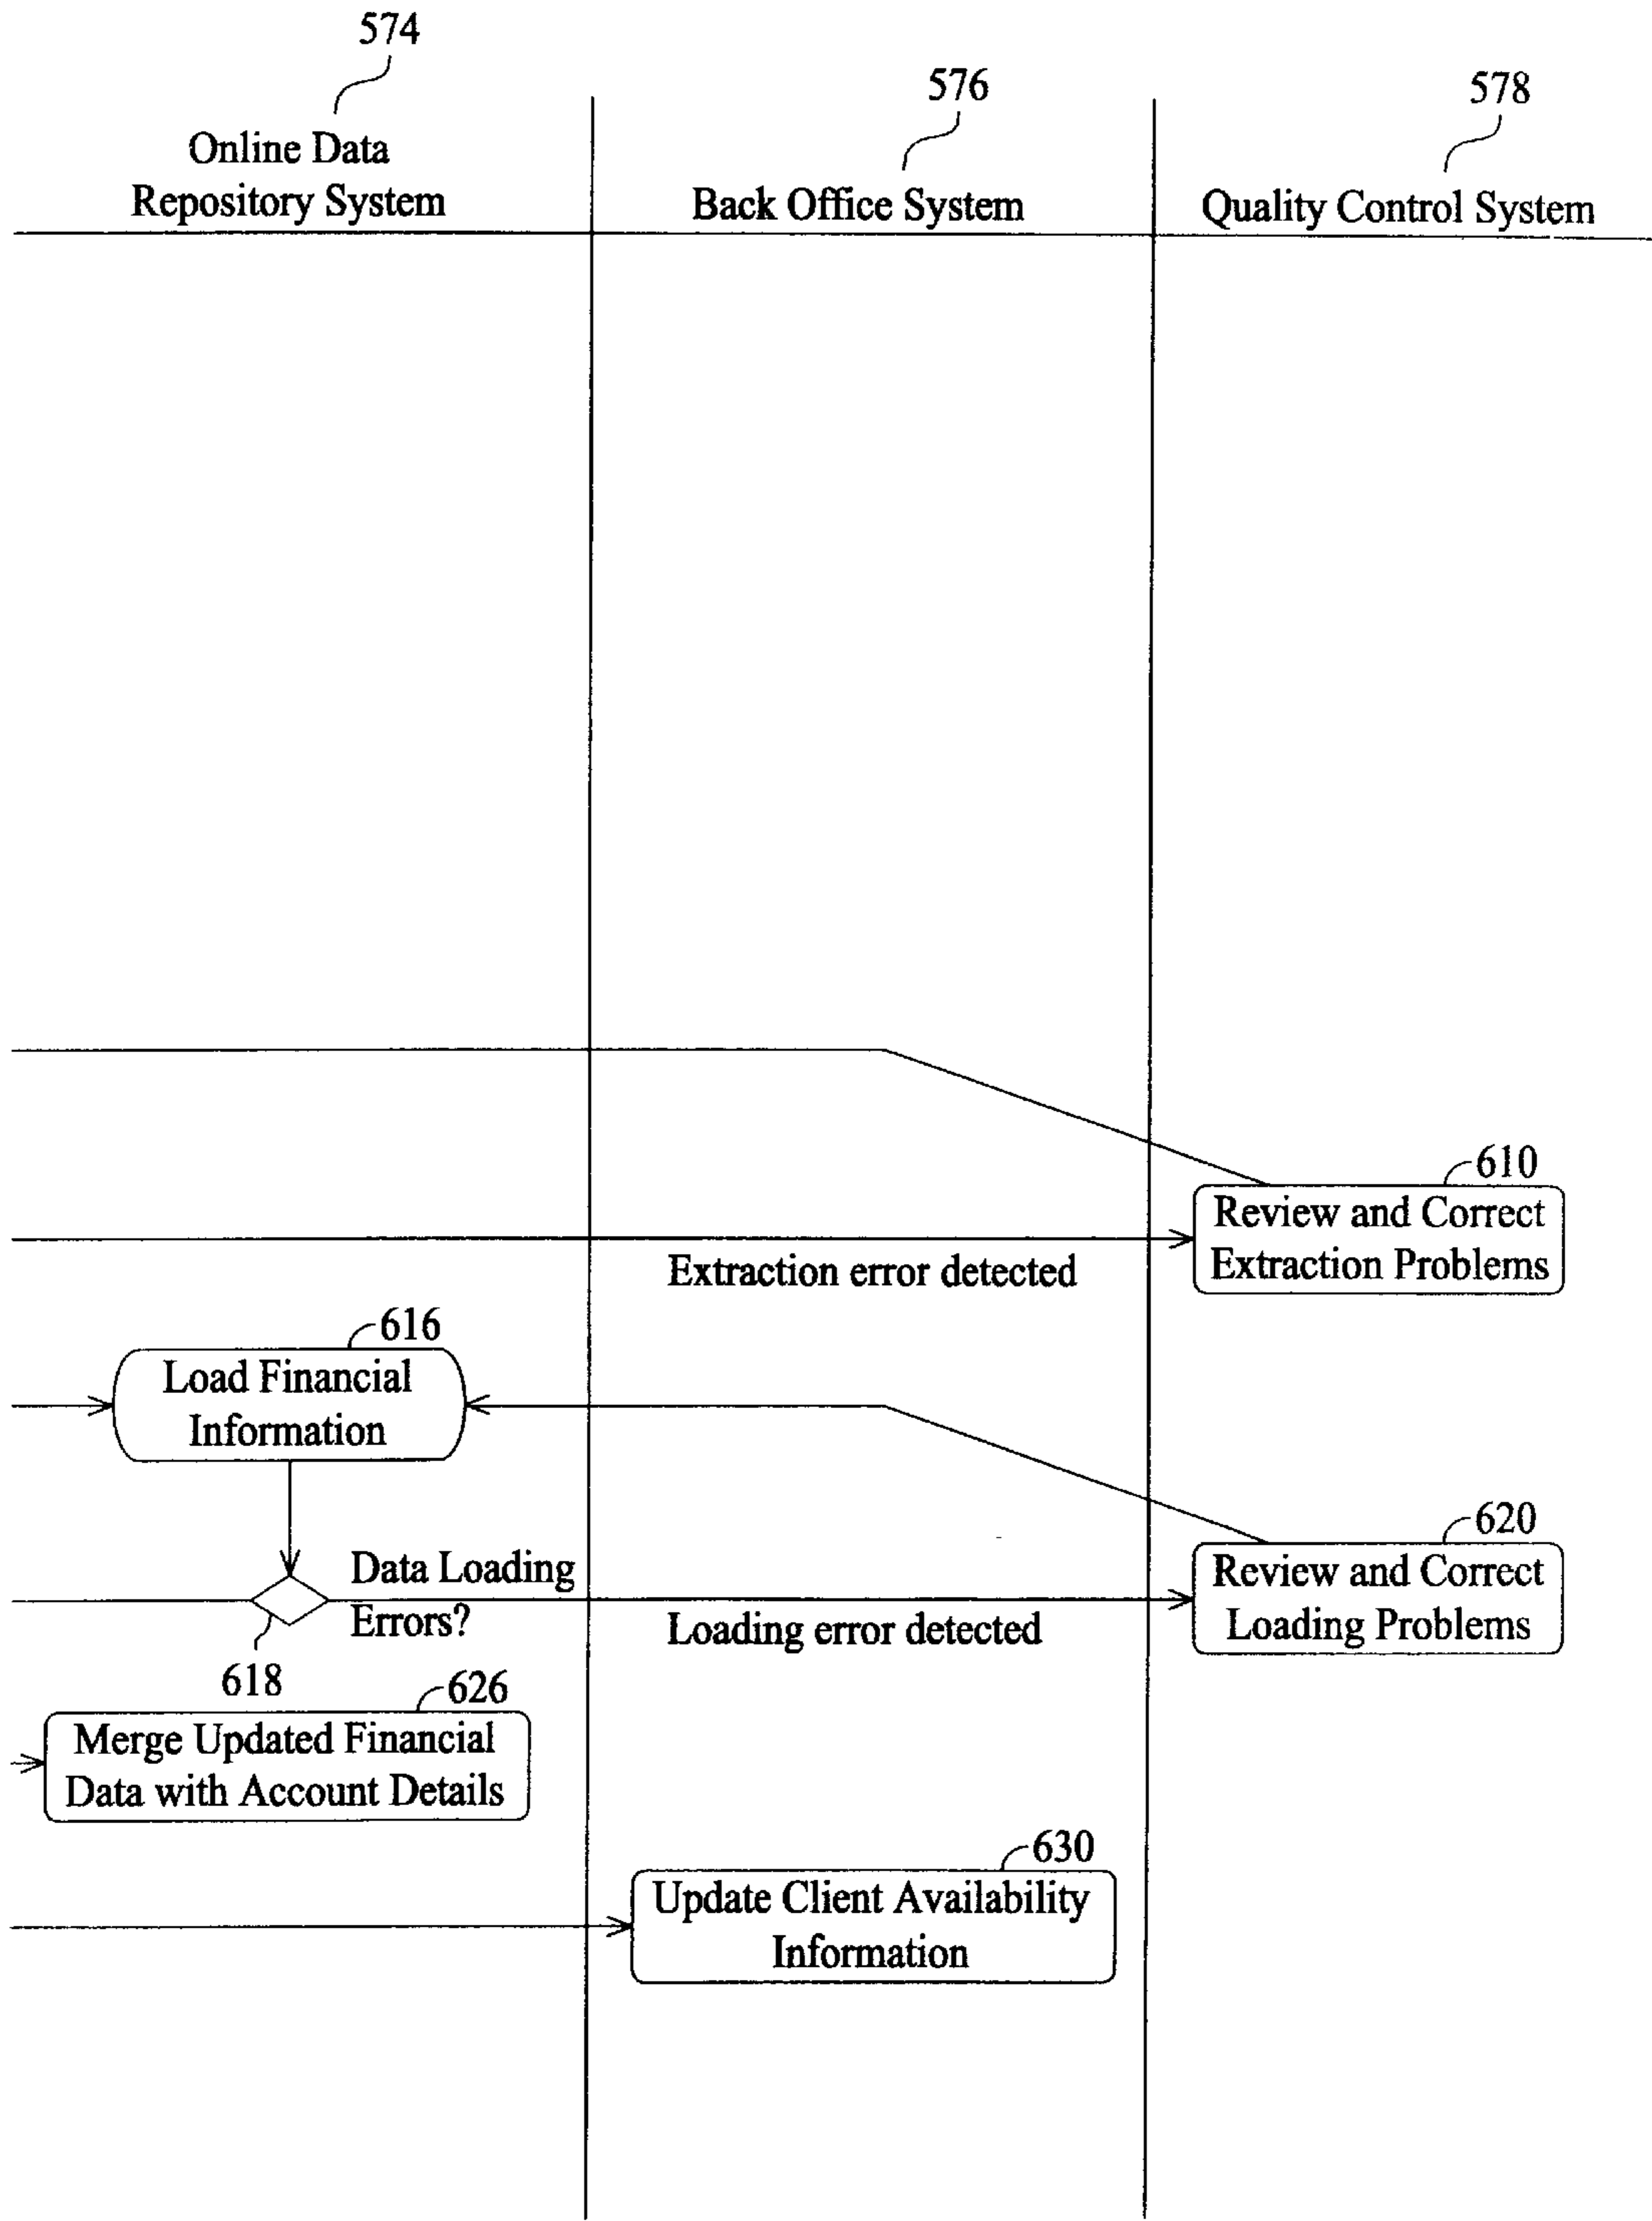 574
576
578
Online Data
Repository System
Back Office System
Quality Control System
610
Review and Correct
Extraction Problems
Extraction error detected
616
Load Financial
Information
620
Review and Correct
Loading Problems
Data Loading
Errors?
Loading error detected
618
626
Merge Updated Financial
Data with Account Details
630
Update Client Availability
Information